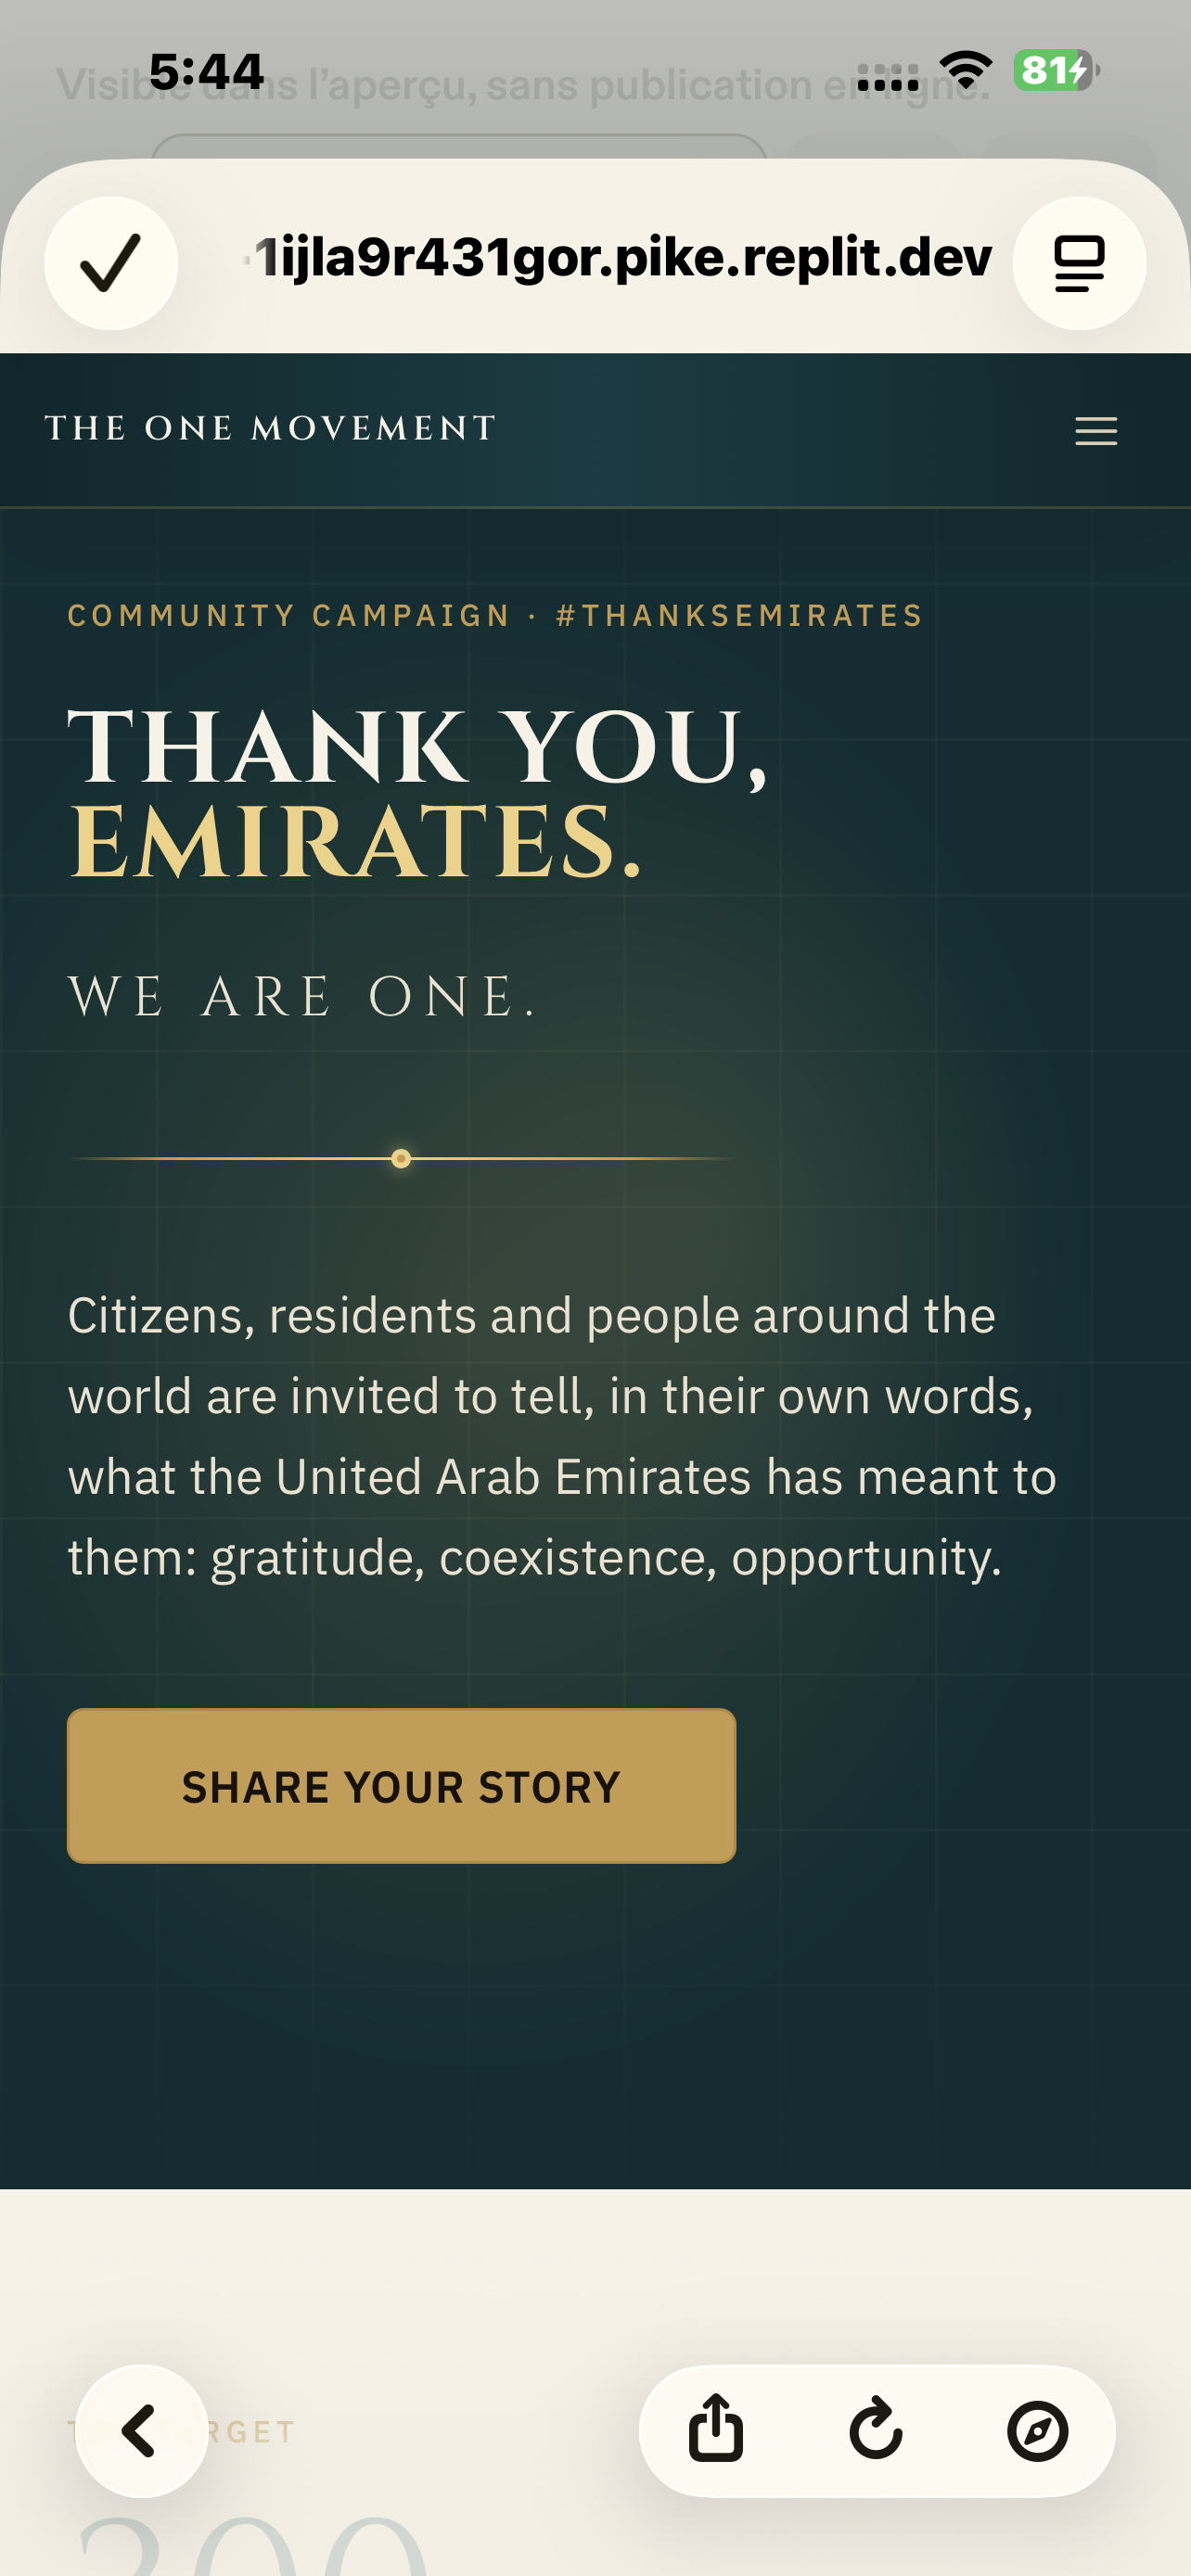 5:44
81
Visible dans l'aperçu, sans publication en ligne.
1ijla9r431gor.pike.replit.dev
THE ONE MOVEMENT
COMMUNITY CAMPAIGN · #THANKSEMIRATES
THANK YOU,
EMIRATES.
WE ARE ONE.
Citizens, residents and people around the
world are invited to tell, in their own words,
what the United Arab Emirates has meant to
them: gratitude, coexistence, opportunity.
SHARE YOUR STORY